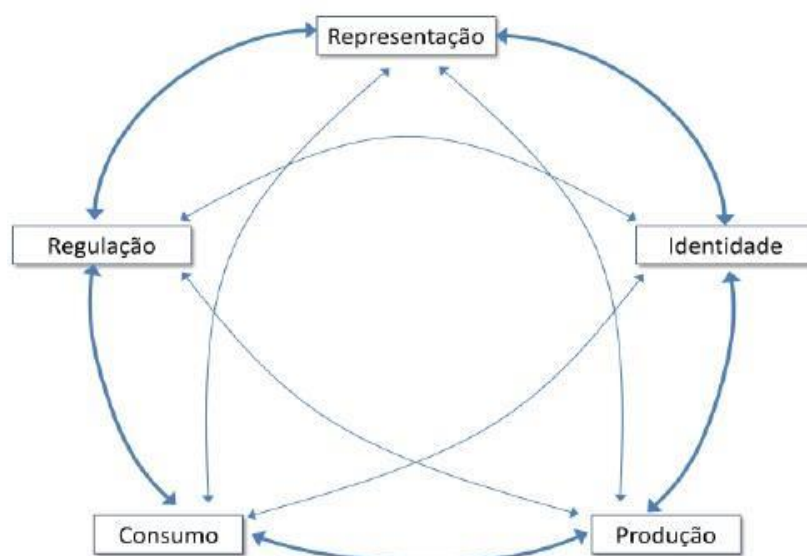 Representação
Regulação
Identidade
Consumo
Produção